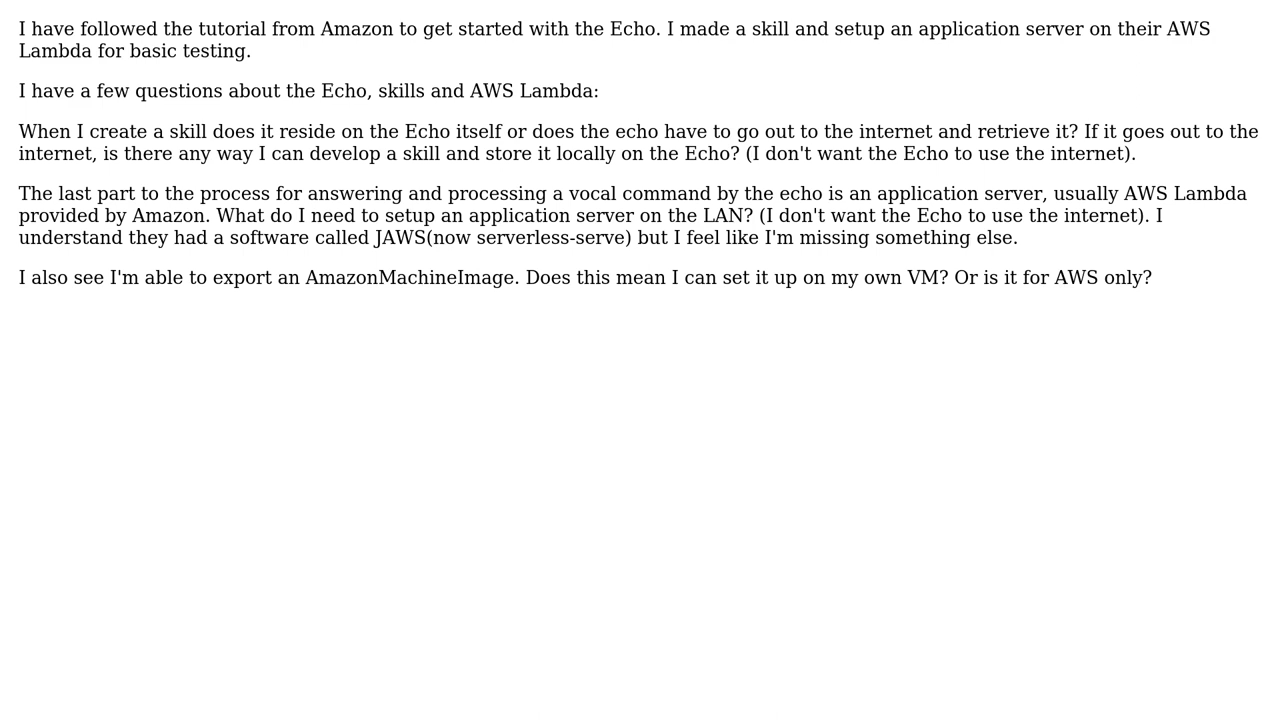 I have followed the tutorial from Amazon to get started with the Echo. I made a skill and setup an application server on their AWS
Lambda for basic testing.
I have a few questions about the Echo, skills and AWS Lambda:
When I create a skill does it reside on the Echo itself or does the echo have to go out to the internet and retrieve it? If it goes out to the
internet, is there any way I can develop a skill and store it locally on the Echo? (I don't want the Echo to use the internet).
The last part to the process for answering and processing a vocal command by the echo is an application server, usually AWS Lambda
provided by Amazon. What do I need to setup an application server on the LAN? (I don't want the Echo to use the internet). I
understand they had a software called JAWS(now serverless-serve) but I feel like I'm missing something else.
I also see I'm able to export an AmazonMachineImage. Does this mean I can set it up on my own VM? Or is it for AWS only?